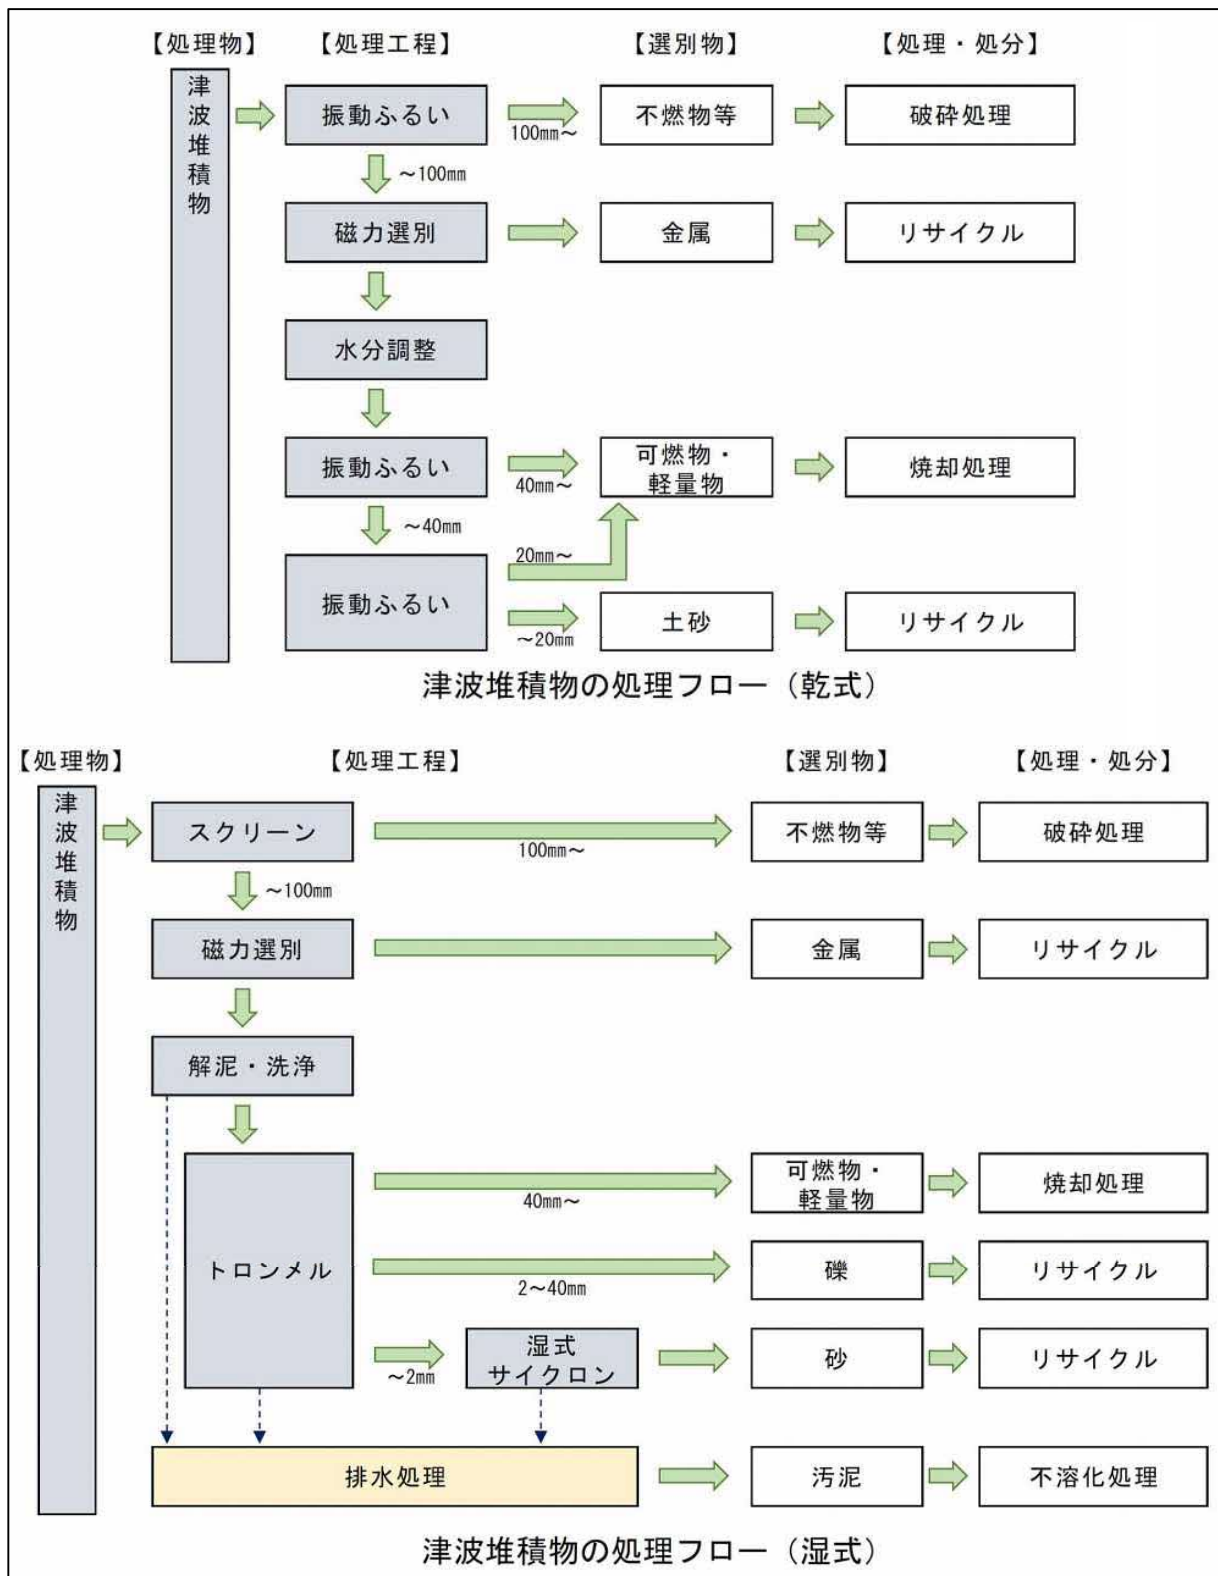 【処理物】 【処理工程】 【選別物】 【処理・処分】
津波堆積物
振動ふるい
100㎜～
不燃物等
破砕処理
～100㎜
磁力選別
金属
リサイクル
水分調整
振動ふるい
40㎜～
可燃物・
軽量物
焼却処理
～40㎜
振動ふるい
20㎜～
～20㎜
土砂
リサイクル
津波堆積物の処理フロー（乾式）
【処理物】 【処理工程】 【選別物】 【処理・処分】
津波堆積物
スクリーン
100㎜～
不燃物等
破砕処理
～100㎜
磁力選別
金属
リサイクル
解泥・洗浄
トロンメル
40㎜～
可燃物・
軽量物
焼却処理
2～40㎜
礫
リサイクル
～2㎜
湿式
サイクロン
砂
リサイクル
排水処理
汚泥
不溶化処理
津波堆積物の処理フロー（湿式）